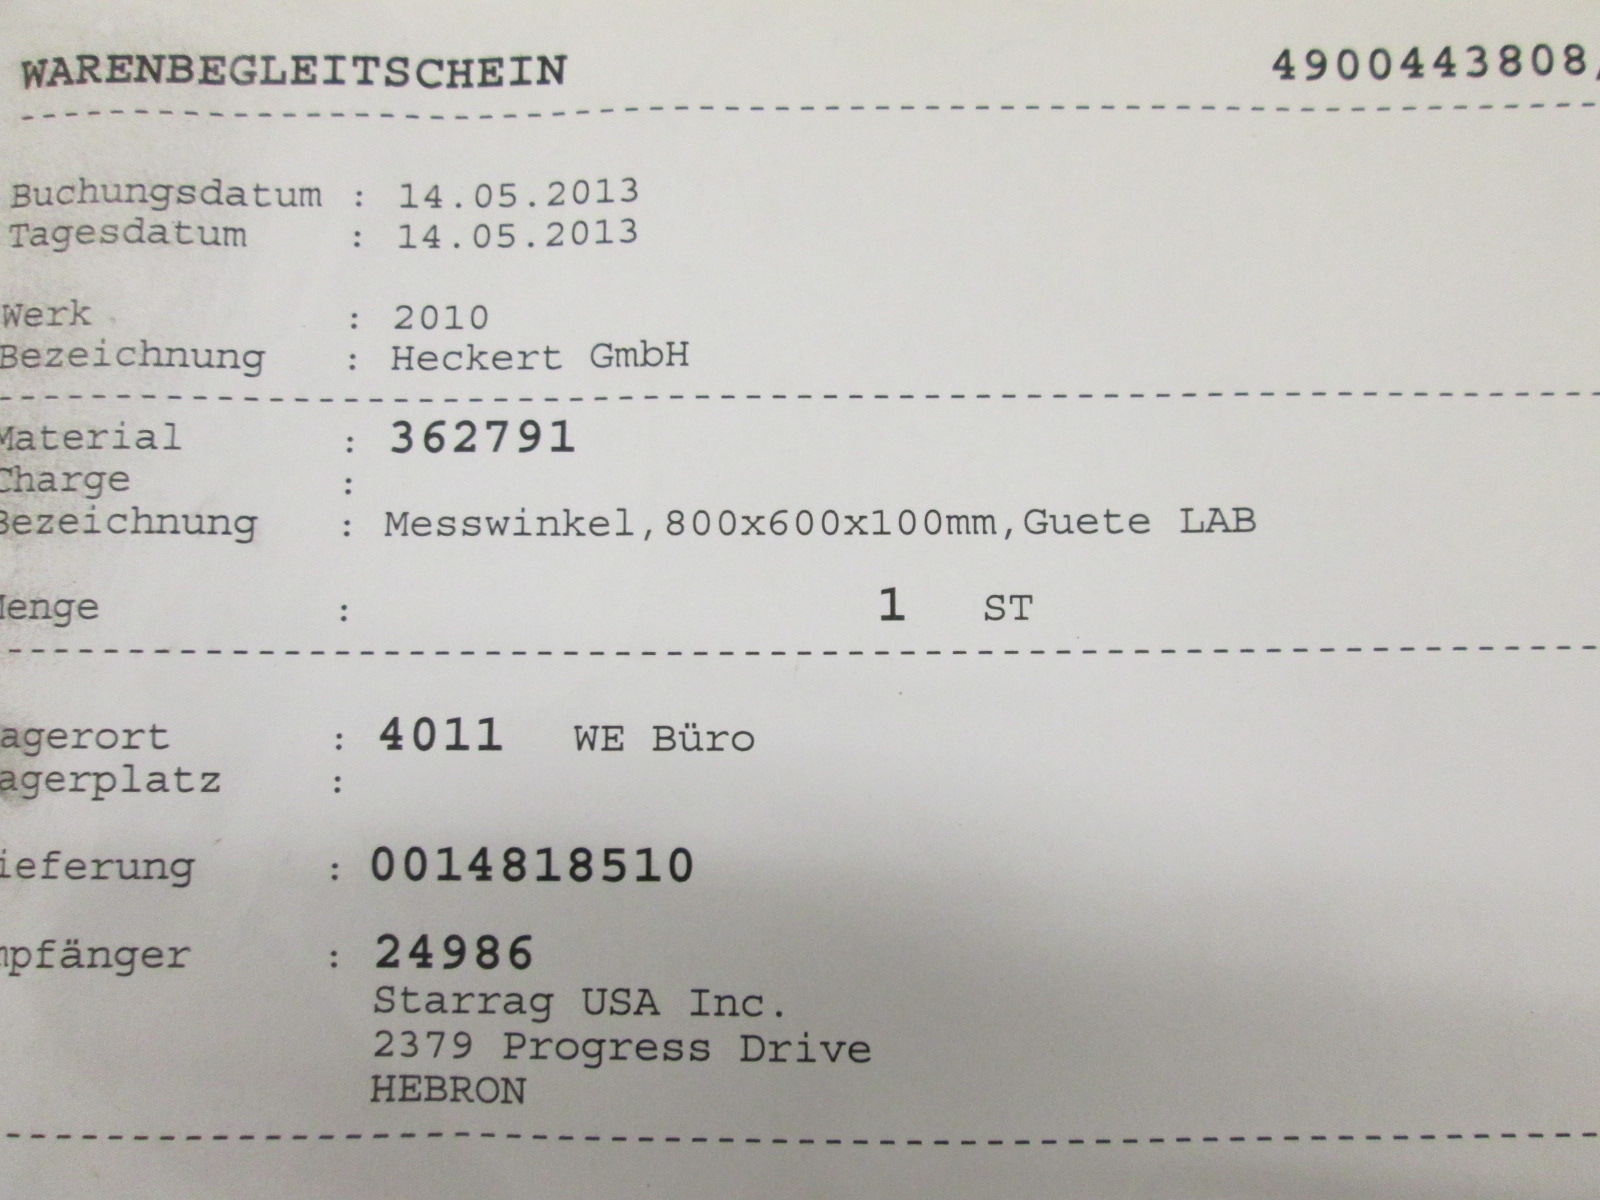 WARENBEGLEITSCHEIN 4900443808
Buchungsdatum : 14.05.2013
Tagesdatum : 14.05.2013
Werk : 2010
Bezeichnung : Heckert GmbH
Material : 362791
Charge :
Bezeichnung : Messwinkel,800x600x100mm,Guete LAB
Menge : 1 ST
agerort : 4011 WE Büro
agerplatz :
ieferung : 0014818510
mpfänger : 24986
Starrag USA Inc.
2379 Progress Drive
HEBRON